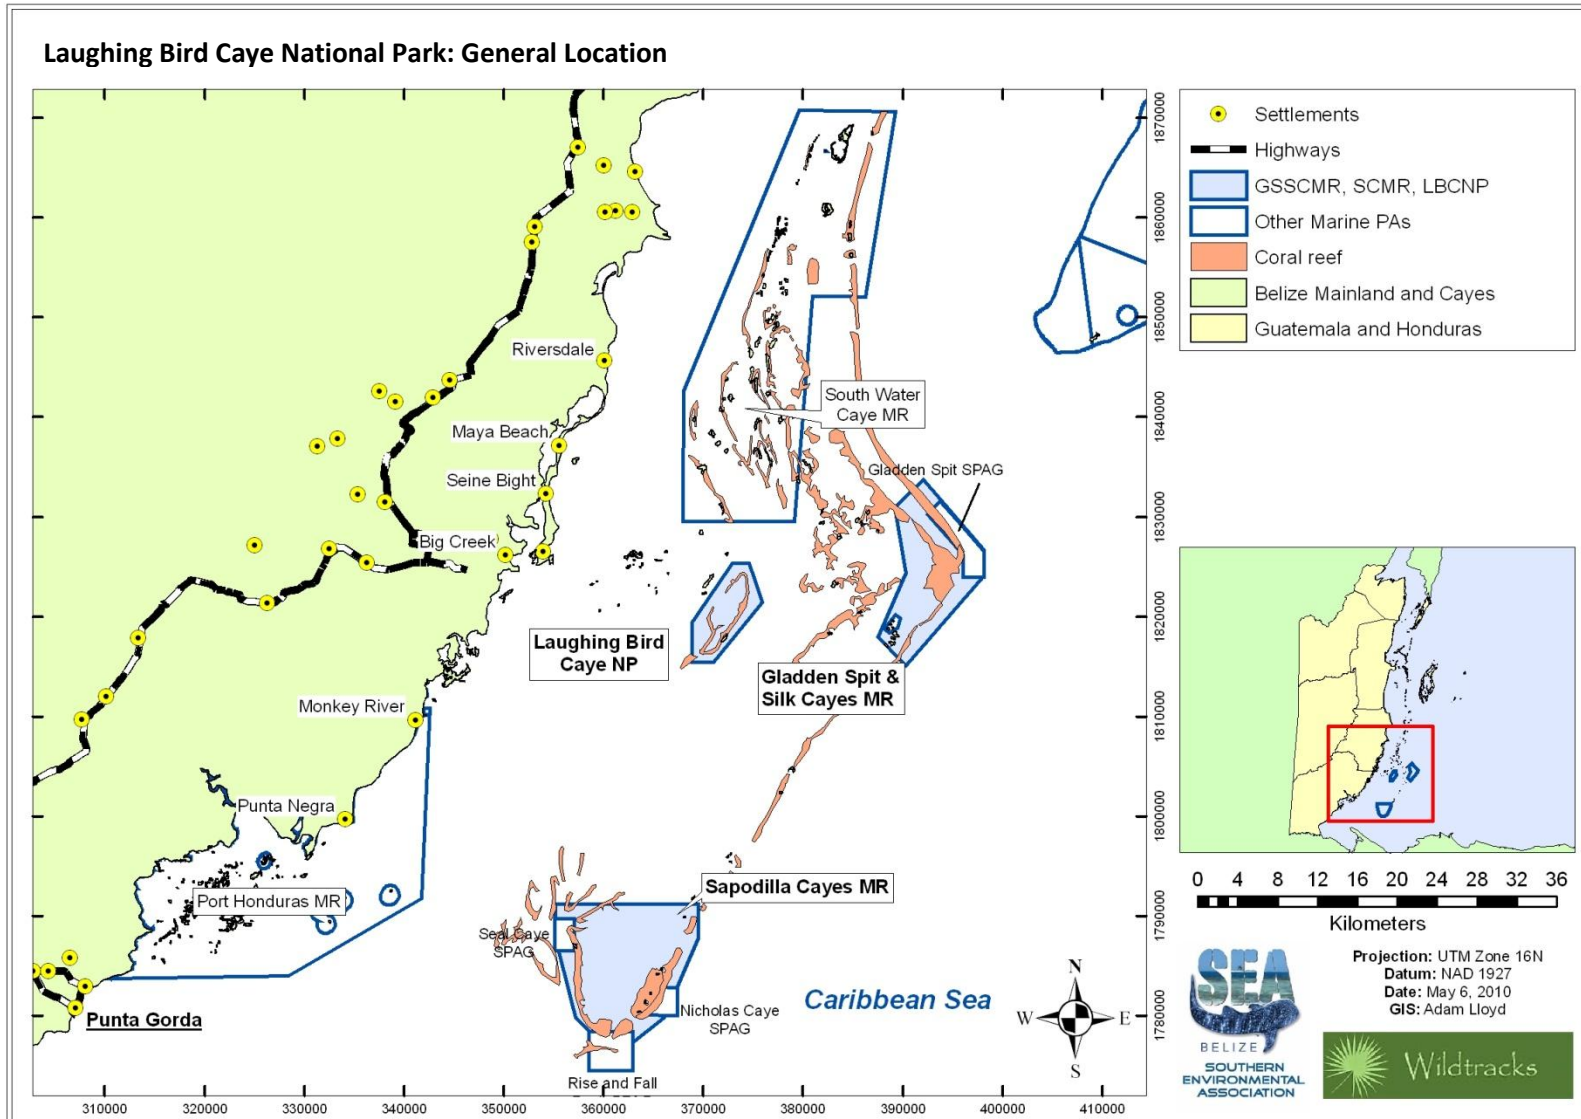 Laughing Bird Caye National Park: General Location
Settlements
Highways
GSSCMR, SCMR, LBCNP
Other Marine PAs
Coral reef
Belize Mainland and Cayes
Guatemala and Honduras
Riversdale
Maya Beach
Seine Bight
Big Creek
South Water
Caye MR
Gladden Spit SPAG
Laughing Bird
Caye NP
Gladden Spit &
Silk Cayes MR
Monkey River
Punta Negra
Port Honduras MR
Sapodilla Cayes MR
Seal Caye
SPAG
Nicholas Caye
SPAG
Rise and Fall
Punta Gorda
Caribbean Sea
N
W E
S
1870000
1860000
1850000
1840000
1830000
1820000
1810000
1800000
1790000
1780000
310000 320000 330000 340000 350000 360000 370000 380000 390000 400000 410000
0 4 8 12 16 20 24 28 32 36
Kilometers
Projection: UTM Zone 16N
Datum: NAD 1927
Date: May 6, 2010
GIS: Adam Lloyd
SEA
BELIZE
SOUTHERN
ENVIRONMENTAL
ASSOCIATION
Wildtracks